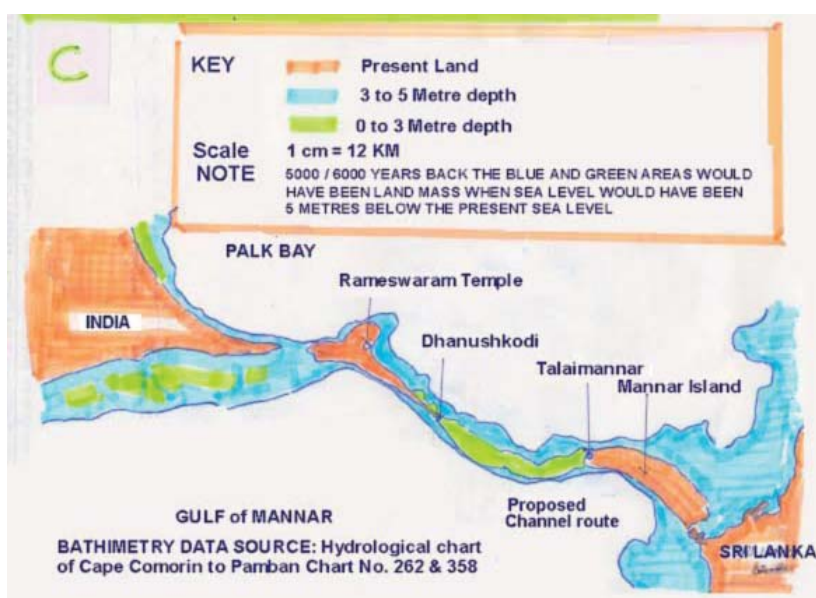 C
KEY
Present Land
3 to 5 Metre depth
0 to 3 Metre depth
Scale 1 cm = 12 KM
NOTE 5000 / 6000 YEARS BACK THE BLUE AND GREEN AREAS WOULD
HAVE BEEN LAND MASS WHEN SEA LEVEL WOULD HAVE BEEN
5 METRES BELOW THE PRESENT SEA LEVEL
PALK BAY
Rameswaram Temple
INDIA
Dhanushkodi
Talaimannar
Mannar Island
Proposed
Channel route
GULF of MANNAR
SRI LANKA
BATHIMETRY DATA SOURCE: Hydrological chart
of Cape Comorin to Pamban Chart No. 262 & 358